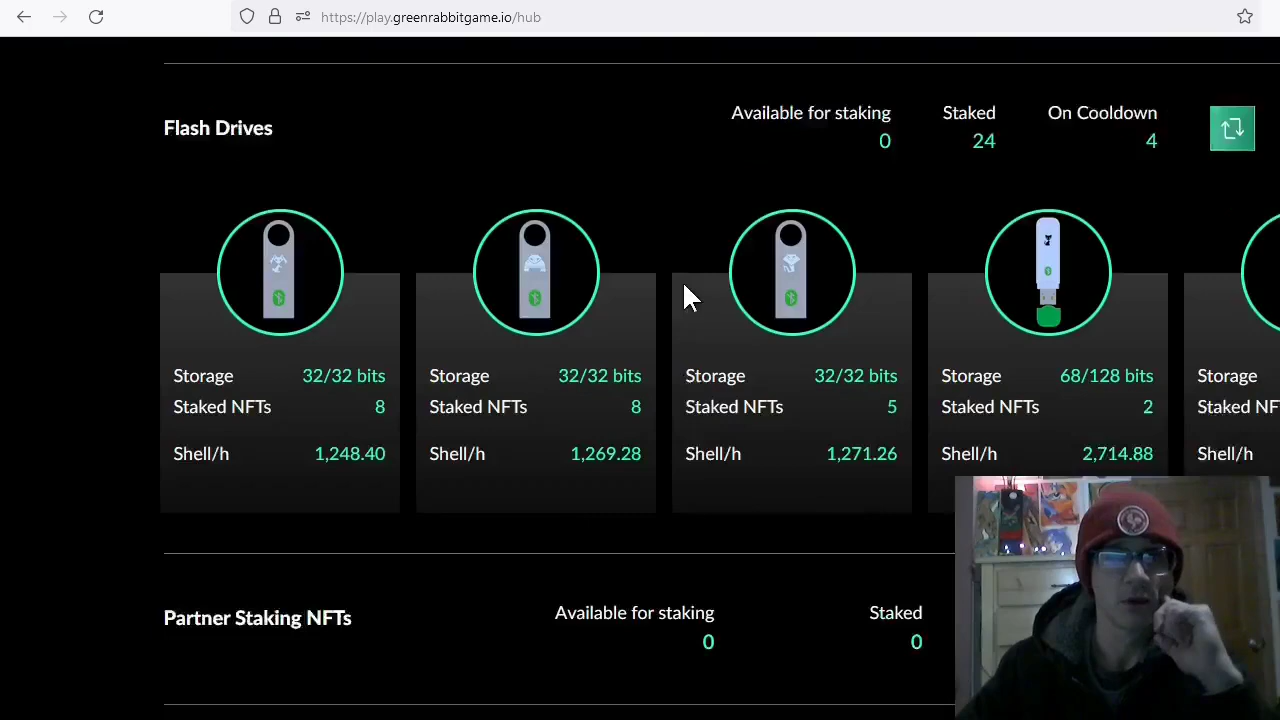 https://play.greenrabbitgame.io/hub
Flash Drives
Available for staking
0
Staked
24
On Cooldown
4
Storage 32/32 bits
Staked NFTs 8
Shell/h 1,248.40
Storage 32/32 bits
Staked NFTs 8
Shell/h 1,269.28
Storage 32/32 bits
Staked NFTs 5
Shell/h 1,271.26
Storage 68/128 bits
Staked NFTs 2
Shell/h 2,714.88
Storage
Staked NFT
Shell/h
Partner Staking NFTs
Available for staking
0
Staked
0